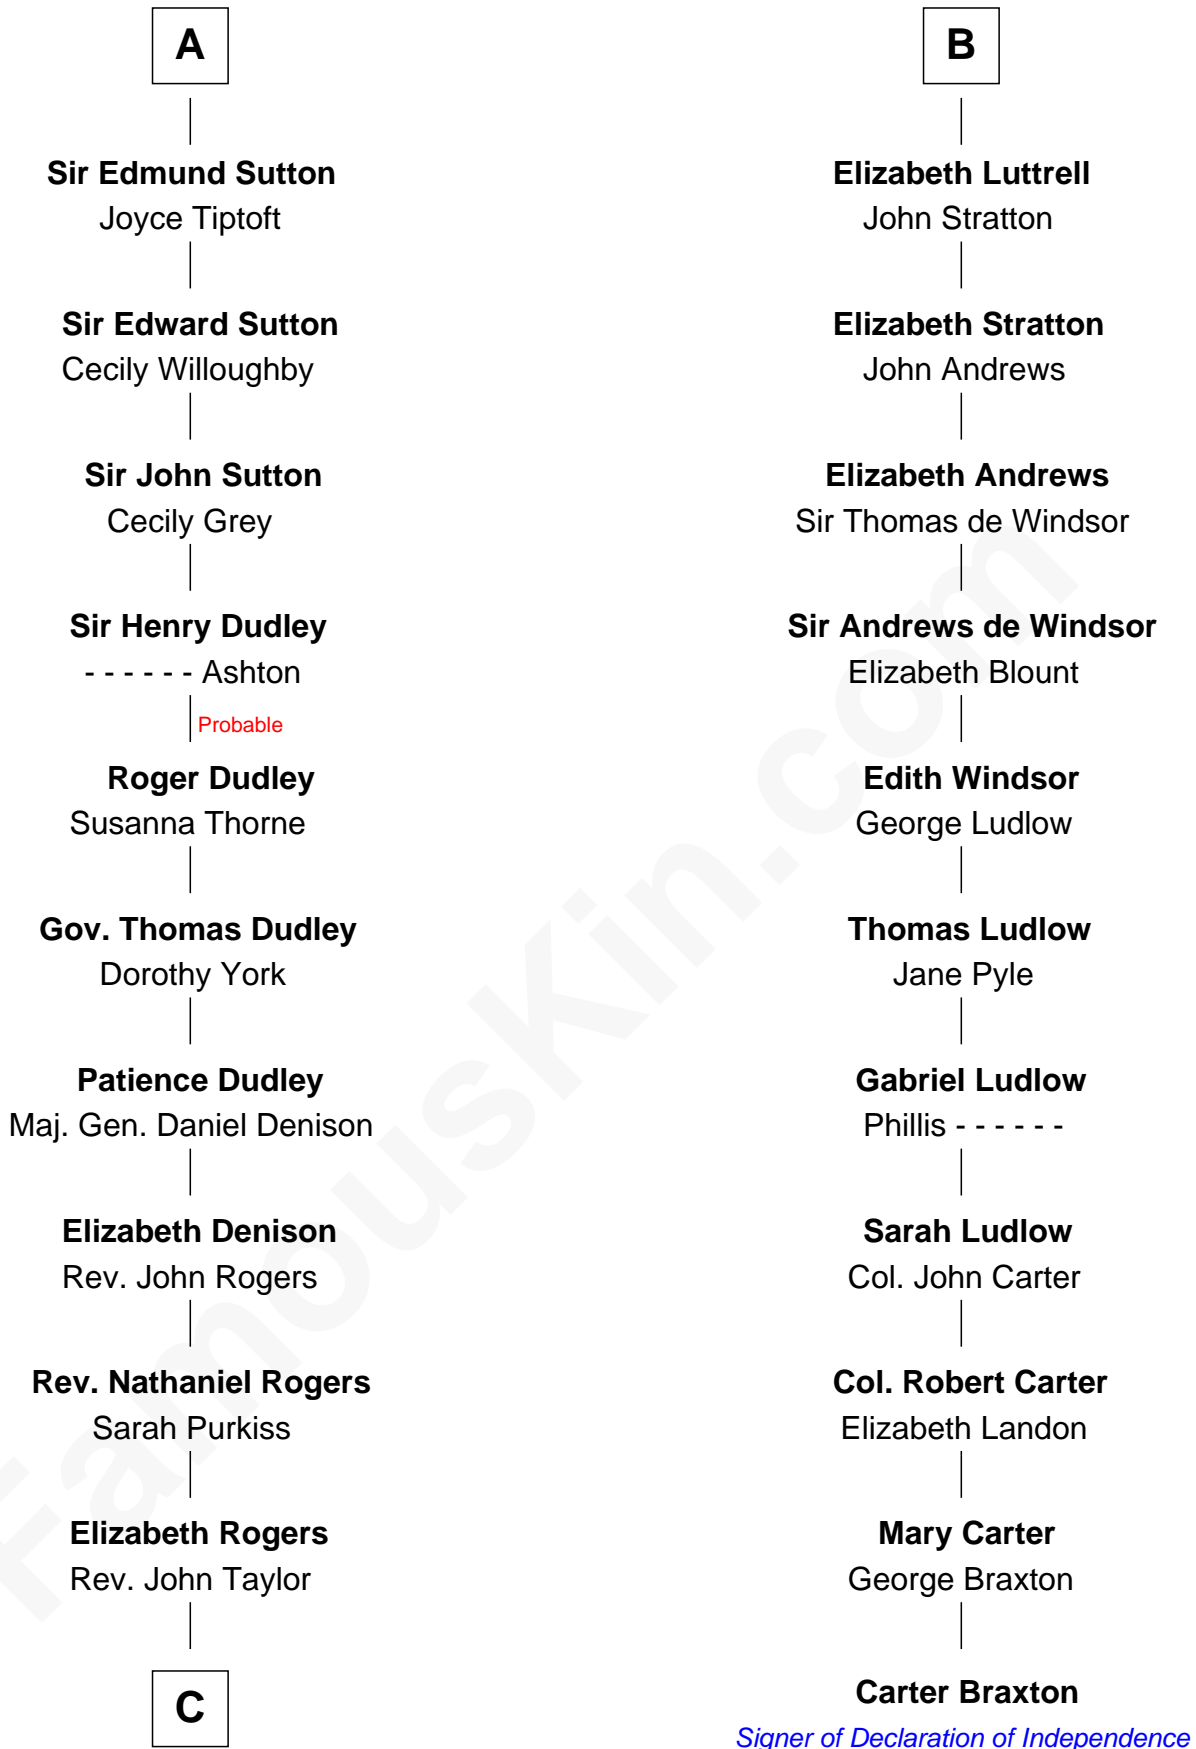 A
Sir Edmund Sutton
Joyce Tiptoft
Sir Edward Sutton
Cecily Willoughby
Sir John Sutton
Cecily Grey
Sir Henry Dudley
- - - - - - Ashton
Probable
Roger Dudley
Susanna Thorne
Gov. Thomas Dudley
Dorothy York
Patience Dudley
Maj. Gen. Daniel Denison
Elizabeth Denison
Rev. John Rogers
Rev. Nathaniel Rogers
Sarah Purkiss
Elizabeth Rogers
Rev. John Taylor
C
B
Elizabeth Luttrell
John Stratton
Elizabeth Stratton
John Andrews
Elizabeth Andrews
Sir Thomas de Windsor
Sir Andrews de Windsor
Elizabeth Blount
Edith Windsor
George Ludlow
Thomas Ludlow
Jane Pyle
Gabriel Ludlow
Phillis - - - - - -
Sarah Ludlow
Col. John Carter
Col. Robert Carter
Elizabeth Landon
Mary Carter
George Braxton
Carter Braxton
Signer of Declaration of Independence
FamousKin.com